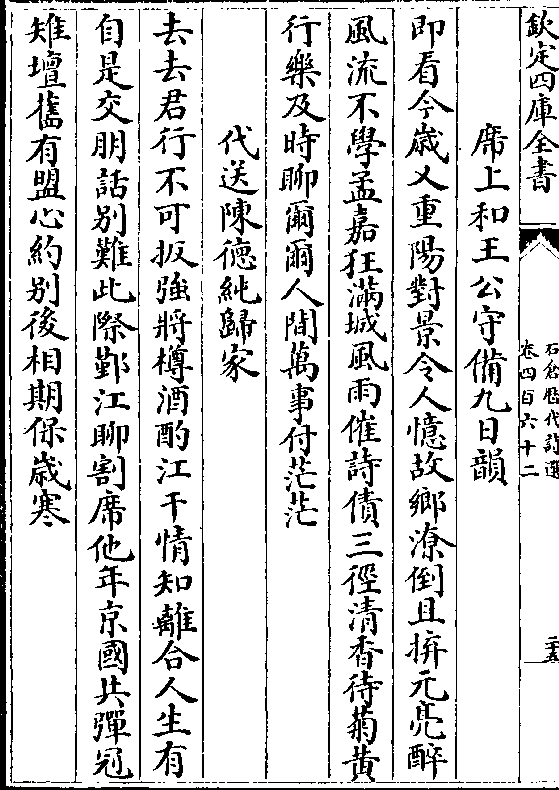 欽定四庫全書
石倉歷代詩選
卷四百六十二
二十五
席上和王公守備九日韻
即看今歲又重陽對景令人憶故鄉潦倒且拚元亮醉
風流不學孟嘉狂滿城風雨催詩債三徑清香待菊黄
行樂及時聊爾爾人間萬事付茫茫
代送陳德純歸家
去去君行不可扳強將樽酒酌江干情知離合人生有
自是交朋話别難此際鄞江聊割席他年京國共彈冠
雉壇舊有盟心約别後相期保歲寒